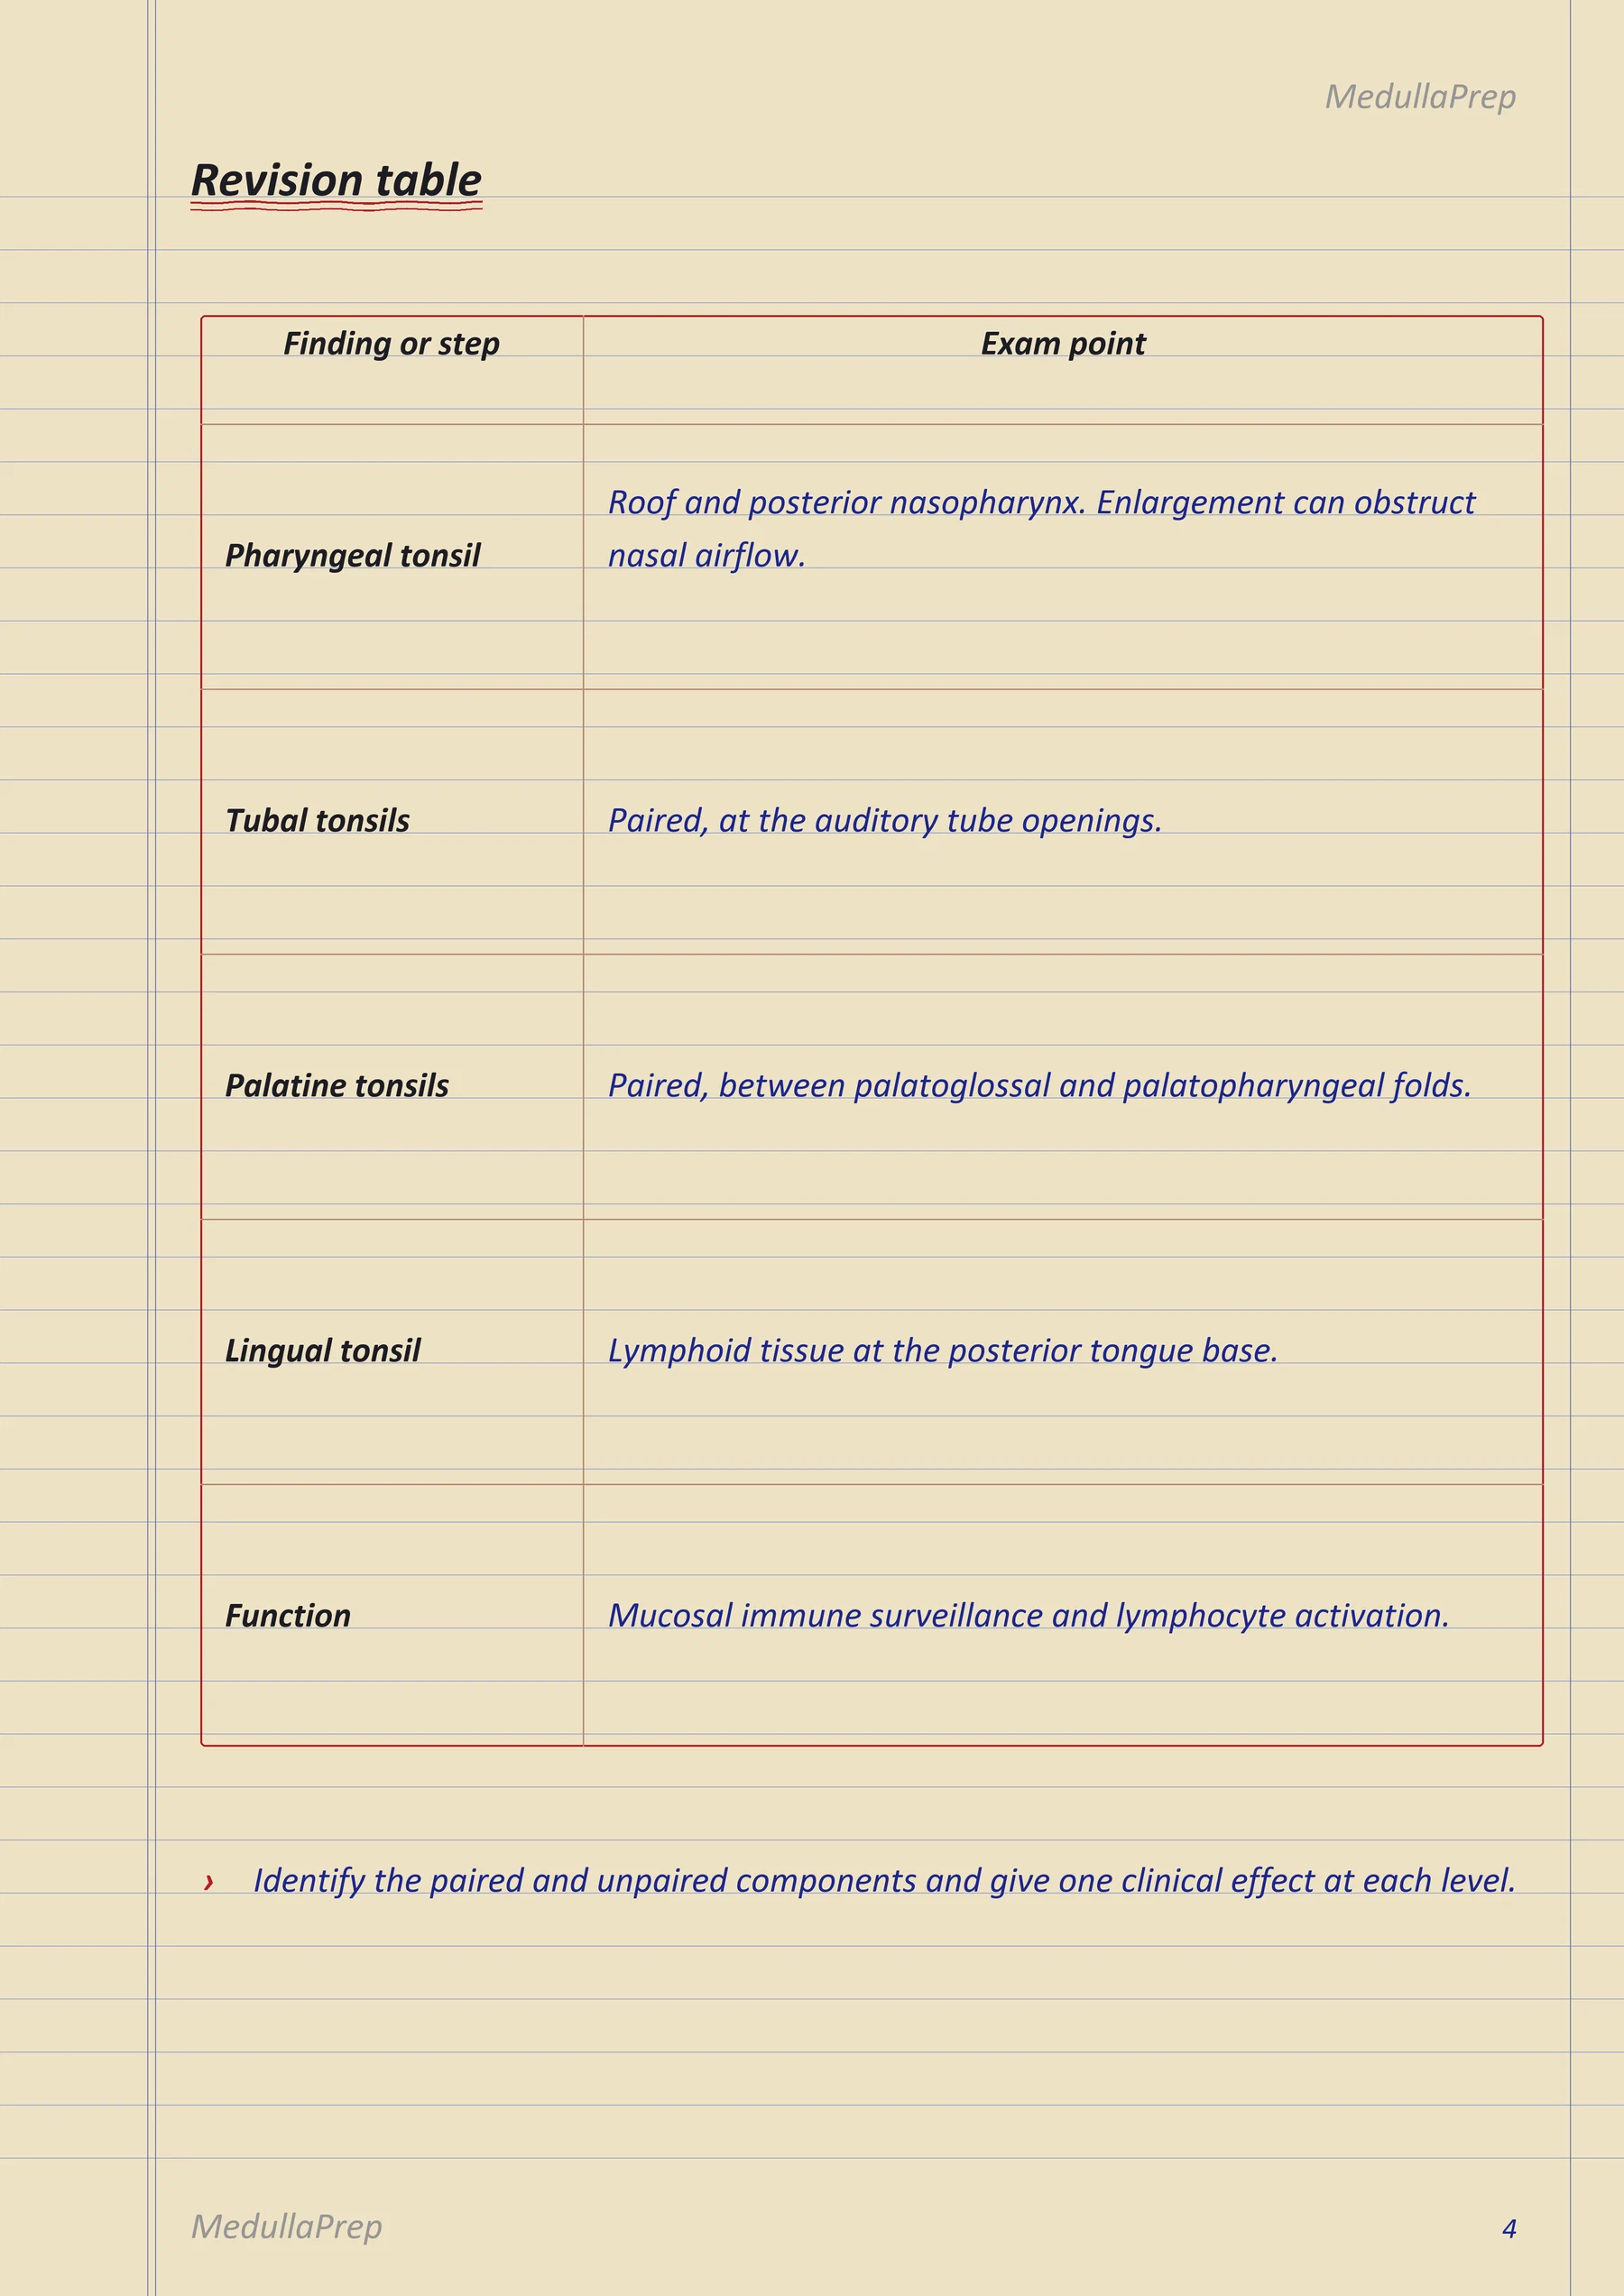 MedullaPrep
Revision table
Finding or step
Exam point
Pharyngeal tonsil
Roof and posterior nasopharynx. Enlargement can obstruct
nasal airflow.
Tubal tonsils
Paired, at the auditory tube openings.
Palatine tonsils
Paired, between palatoglossal and palatopharyngeal folds.
Lingual tonsil
Lymphoid tissue at the posterior tongue base.
Function
Mucosal immune surveillance and lymphocyte activation.
› Identify the paired and unpaired components and give one clinical effect at each level.
MedullaPrep
4